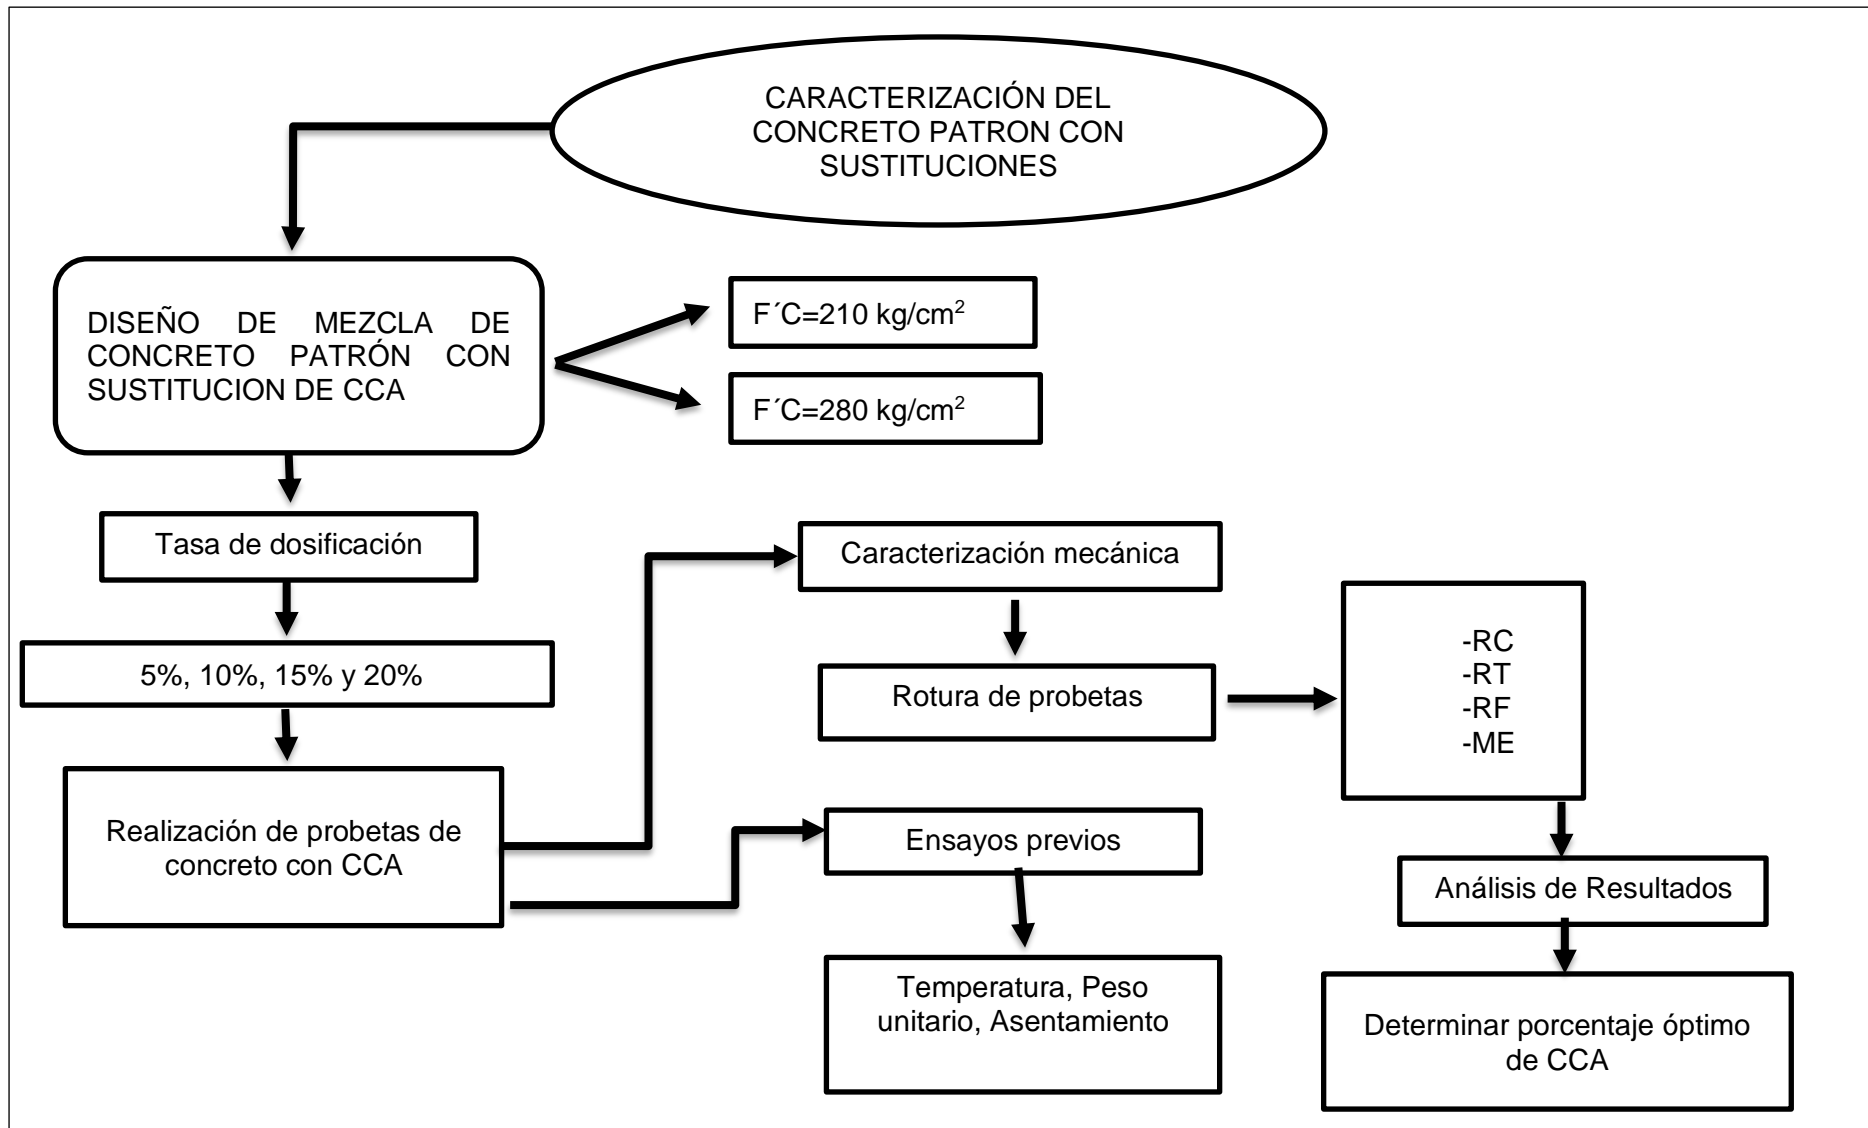 CARACTERIZACIÓN DEL
CONCRETO PATRON CON
SUSTITUCIONES
DISEÑO DE MEZCLA DE
CONCRETO PATRÓN CON
SUSTITUCION DE CCA
F´C=210 kg/cm²
F´C=280 kg/cm²
Tasa de dosificación
5%, 10%, 15% y 20%
Realización de probetas de
concreto con CCA
Caracterización mecánica
Rotura de probetas
-RC
-RT
-RF
-ME
Ensayos previos
Temperatura, Peso
unitario, Asentamiento
Análisis de Resultados
Determinar porcentaje óptimo
de CCA